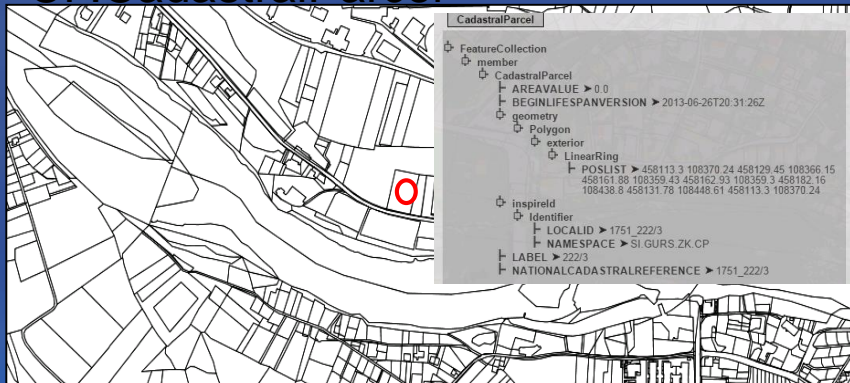 CadastralParcel
FeatureCollection
member
CadastralParcel
AREAVALUE ➤ 0.0
BEGINLIFESPANVERSION ➤ 2013-06-26T20:31:26Z
geometry
Polygon
exterior
LinearRing
POSLIST ➤ 458113.3 108370.24 458129.45 108366.15
458161.88 108359.43 458162.93 108359.3 458182.16
108438.8 458131.78 108448.61 458113.3 108370.24
inspireId
Identifier
LOCALID ➤ 1751_222/3
NAMESPACE ➤ SI.GURS.ZK.CP
LABEL ➤ 222/3
NATIONALCADASTRALREFERENCE ➤ 1751_222/3